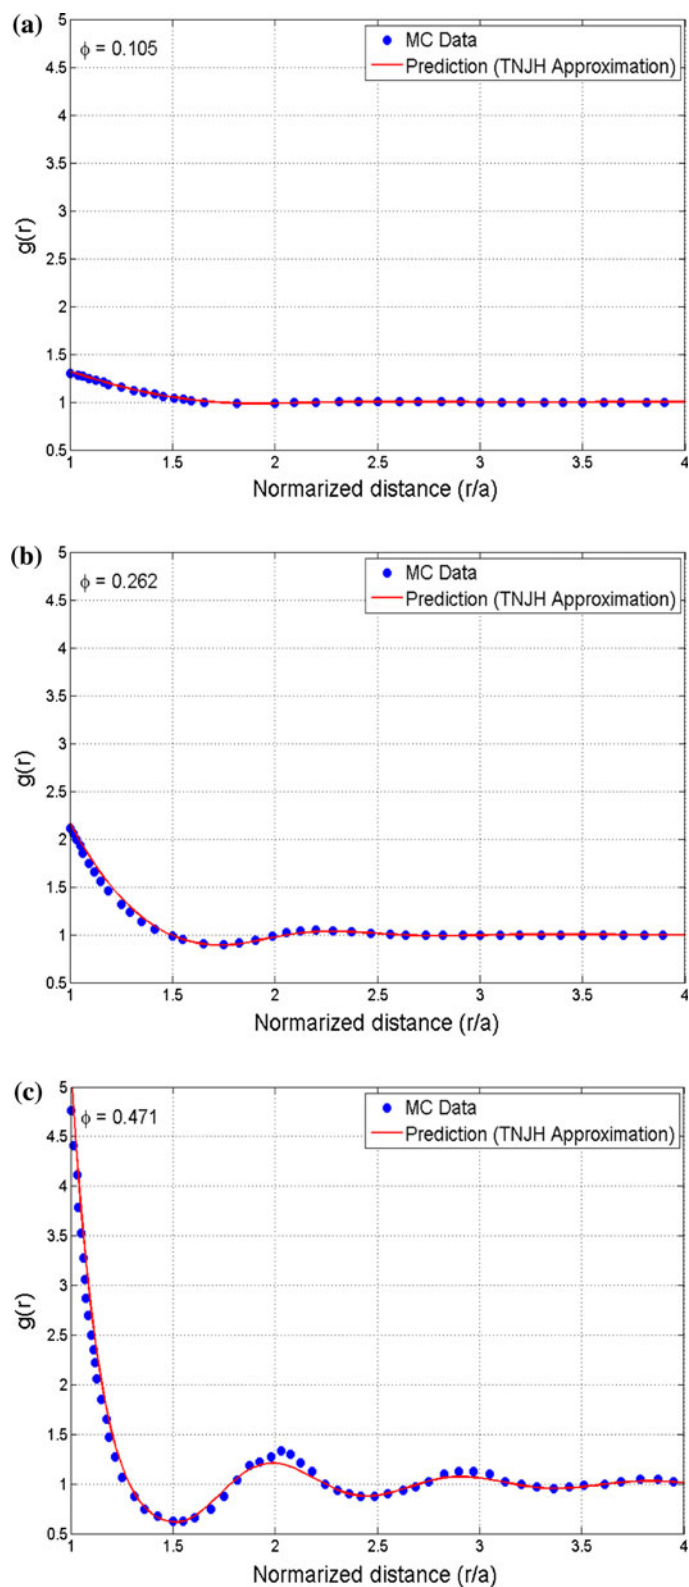 (a)
5
ϕ = 0.105
MC Data
Prediction (TNJH Approximation)
4.5
4
3.5
3
2.5
2
1.5
1
0.5
g(r)
1 1.5 2 2.5 3 3.5 4
Normarized distance (r/a)
(b)
5
ϕ = 0.262
MC Data
Prediction (TNJH Approximation)
4.5
4
3.5
3
2.5
2
1.5
1
0.5
g(r)
1 1.5 2 2.5 3 3.5 4
Normarized distance (r/a)
(c)
5
ϕ = 0.471
MC Data
Prediction (TNJH Approximation)
4.5
4
3.5
3
2.5
2
1.5
1
0.5
g(r)
1 1.5 2 2.5 3 3.5 4
Normarized distance (r/a)